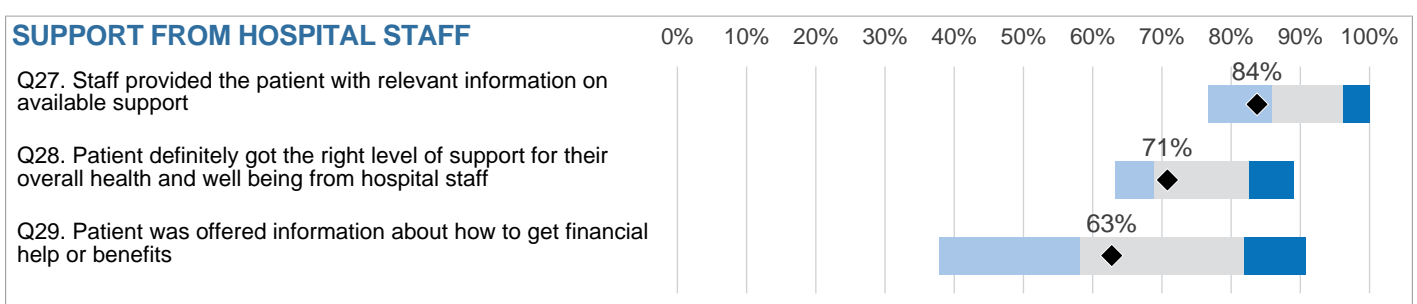 SUPPORT FROM HOSPITAL STAFF 0% 10% 20% 30% 40% 50% 60% 70% 80% 90% 100%
Q27. Staff provided the patient with relevant information on
available support
84%
Q28. Patient definitely got the right level of support for their
overall health and well being from hospital staff
71%
Q29. Patient was offered information about how to get financial
help or benefits
63%